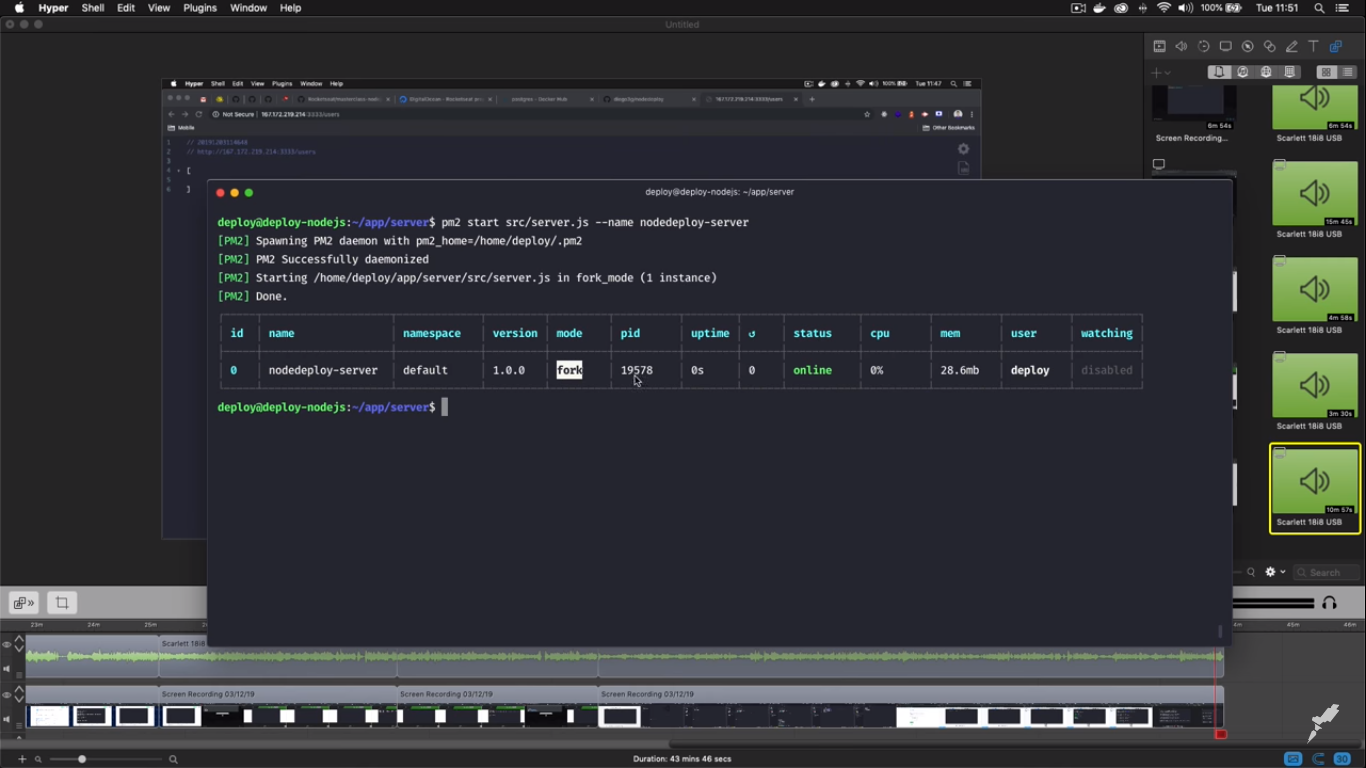 Hyper Shell Edit View Plugins Window Help 100% Tue 11:51
Untitled
Hyper Shell Edit View Plugins Window Help 100% Tue 11:47
Not Secure 167.172.219.214:3333/users
Mobile Other Bookmarks
1 // 20191203114648
2 // http://167.172.219.214:3333/users
3
4 [
5
6 ]
6m 54s
Screen Recording...
6m 54s
Scarlett 18i8 USB
15m 45s
Scarlett 18i8 USB
4m 58s
Scarlett 18i8 USB
3m 30s
Scarlett 18i8 USB
10m 57s
Scarlett 18i8 USB
Search
deploy@deploy-nodejs: ~/app/server
deploy@deploy-nodejs:~/app/server$ pm2 start src/server.js --name nodedeploy-server
[PM2] Spawning PM2 daemon with pm2_home=/home/deploy/.pm2
[PM2] PM2 Successfully daemonized
[PM2] Starting /home/deploy/app/server/src/server.js in fork_mode (1 instance)
[PM2] Done.
id name namespace version mode pid uptime ↺ status cpu mem user watching
0 nodedeploy-server default 1.0.0 fork 19578 0s 0 online 0% 28.6mb deploy disabled
deploy@deploy-nodejs:~/app/server$
23m 24m 25m 45m 46m
Scarlett 18i8
Screen Recording 03/12/19 Screen Recording 03/12/19 Screen Recording 03/12/19
Duration: 43 mins 46 secs
30